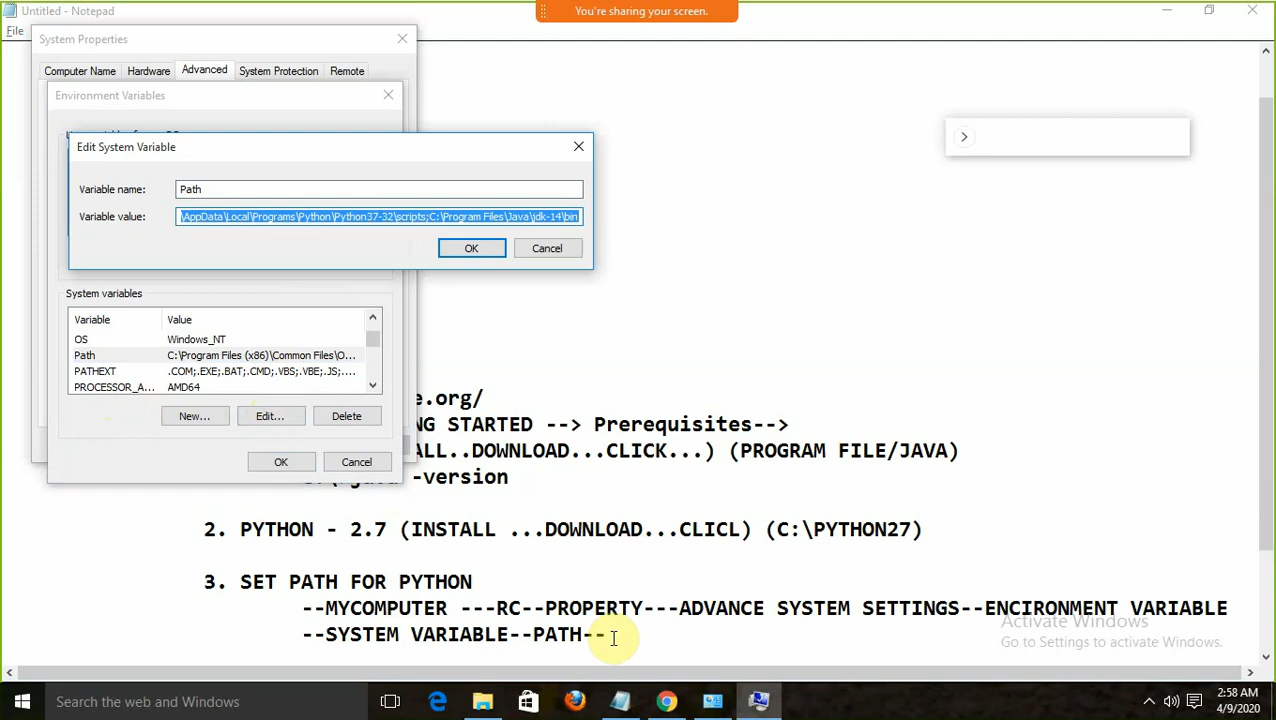 Untitled - Notepad
You're sharing your screen.
File
System Properties
Computer Name Hardware Advanced System Protection Remote
Environment Variables
Edit System Variable
Variable name: Path
Variable value: \AppData\Local\Programs\Python\Python37-32\scripts;C:\Program Files\Java\jdk-14\bin
OK Cancel
System variables
Variable Value
OS Windows_NT
Path C:\Program Files (x86)\Common Files\O...
PATHEXT .COM;.EXE;.BAT;.CMD;.VBS;.VBE;.JS;....
PROCESSOR_A... AMD64
New... Edit... Delete
OK Cancel
e.org/
NG STARTED --> Prerequisites-->
ALL..DOWNLOAD...CLICK...) (PROGRAM FILE/JAVA)
-version
2. PYTHON - 2.7 (INSTALL ...DOWNLOAD...CLICL) (C:\PYTHON27)
3. SET PATH FOR PYTHON
--MYCOMPUTER ---RC--PROPERTY---ADVANCE SYSTEM SETTINGS--ENCIRONMENT VARIABLE
--SYSTEM VARIABLE--PATH--
Activate Windows
Go to Settings to activate Windows.
Search the web and Windows
2:58 AM
4/9/2020